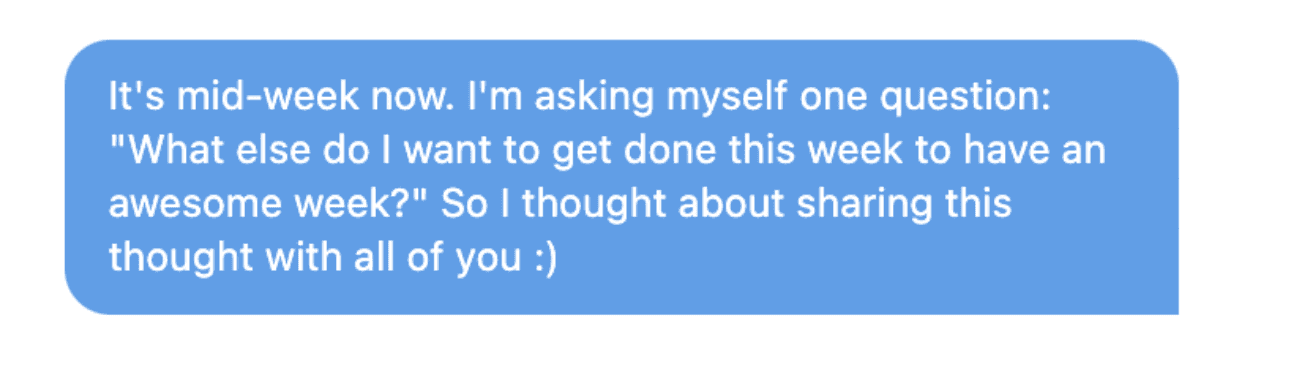 It's mid-week now. I'm asking myself one question:
"What else do I want to get done this week to have an
awesome week?" So I thought about sharing this
thought with all of you :)